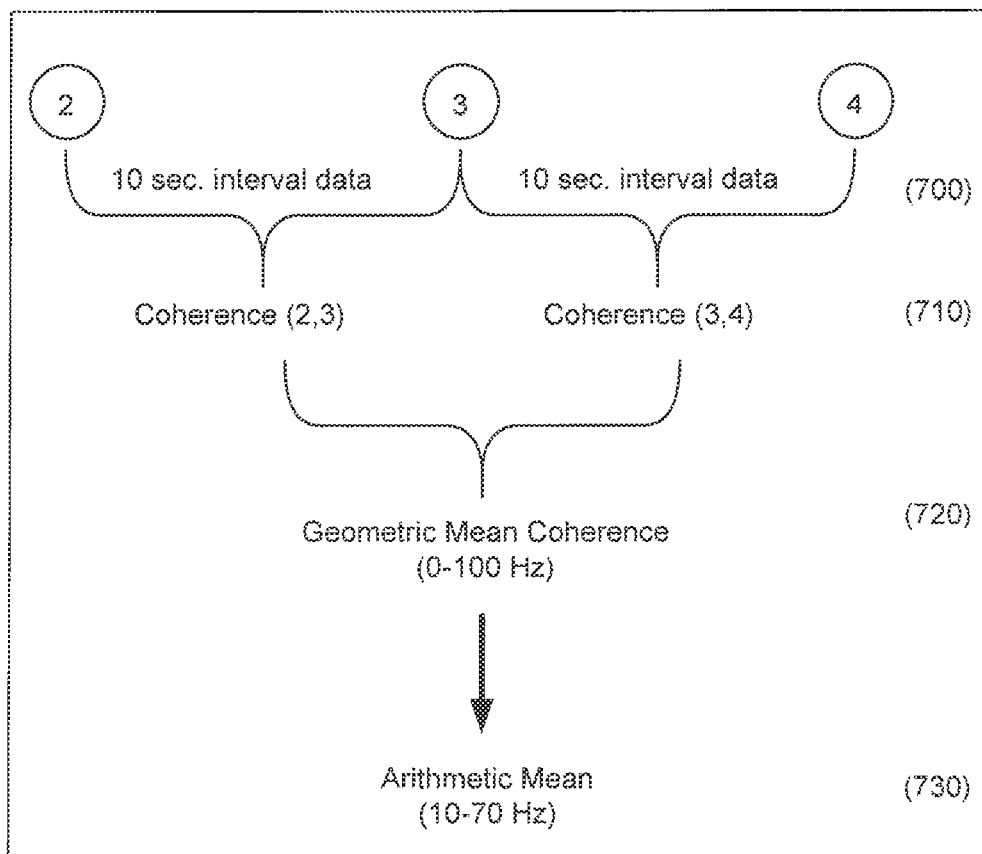 2 3 4
10 sec. interval data 10 sec. interval data (700)
Coherence (2,3) Coherence (3,4) (710)
Geometric Mean Coherence (720)
(0-100 Hz)
Arithmetic Mean (730)
(10-70 Hz)